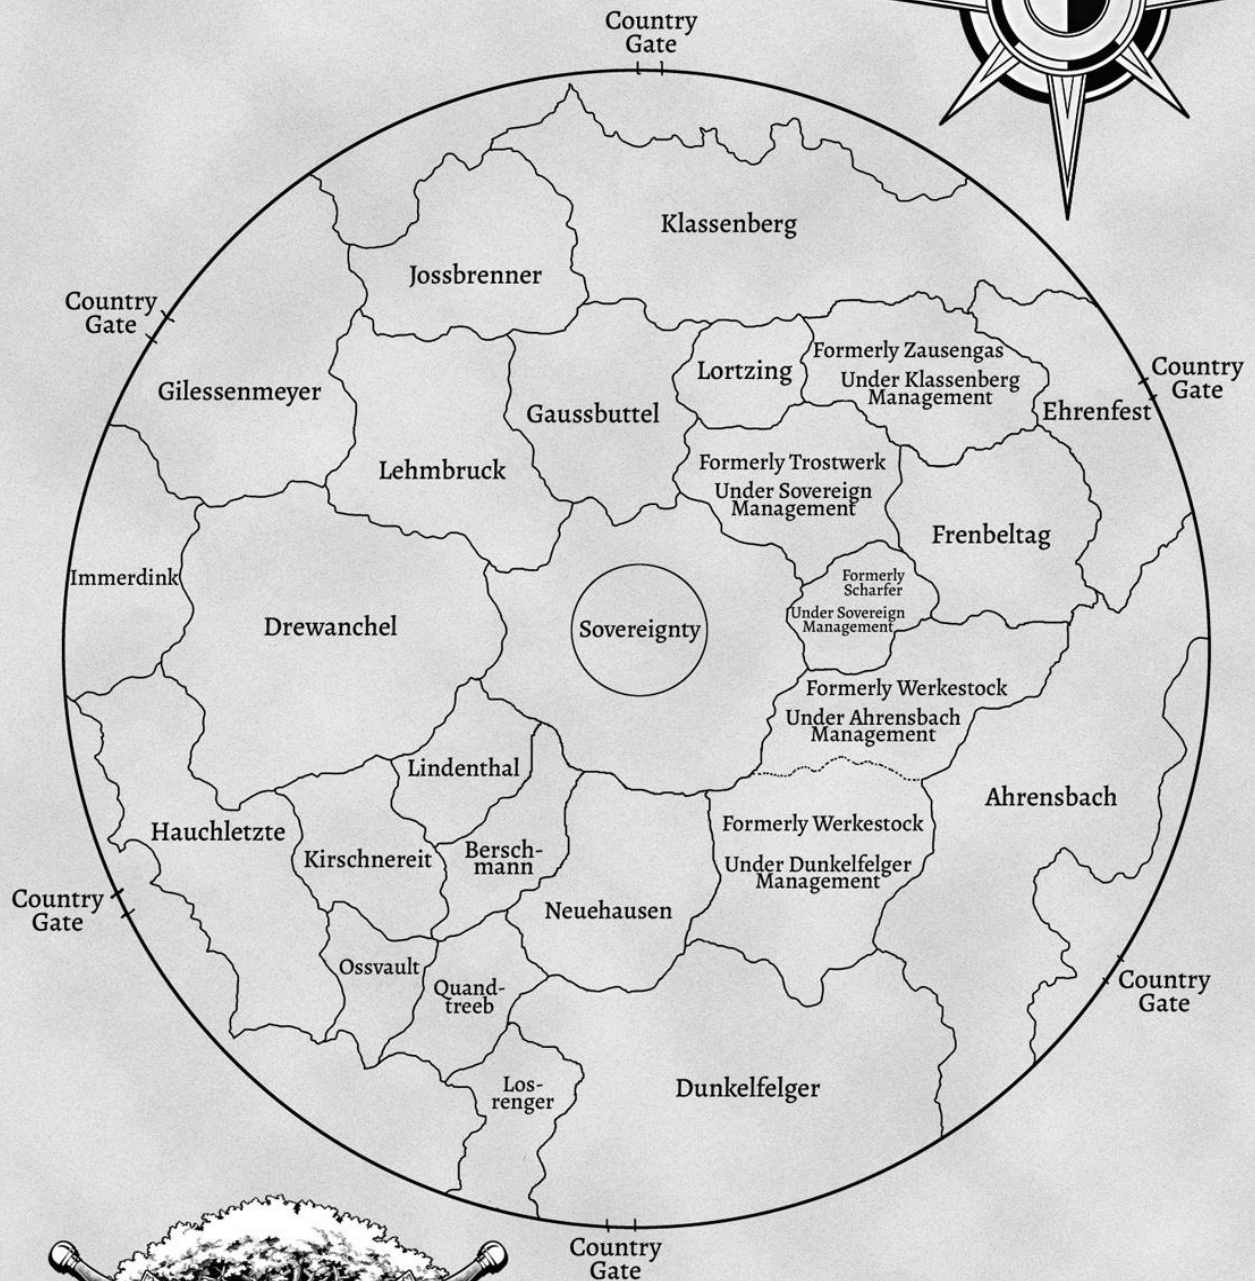 Country
Gate
Klassenberg
Jossbrenner
Country
Gate
Gilessenmeyer
Lehmbruck
Gaussbuttel
Lortzing
Formerly Zausengas
Under Klassenberg
Management
Country
Gate
Ehrenfest
Formerly Trostwerk
Under Sovereign
Management
Frenbeltag
Immerdink
Drewanchel
Sovereignty
Formerly
Scharfer
Under Sovereign
Management
Formerly Werkestock
Under Ahrensbach
Management
Lindenthal
Ahrensbach
Hauchletzte
Kirschnereit
Bersch-
mann
Formerly Werkestock
Under Dunkelfelger
Management
Country
Gate
Neuehausen
Ossvault
Quand-
treeb
Country
Gate
Los-
renger
Dunkelfelger
Country
Gate